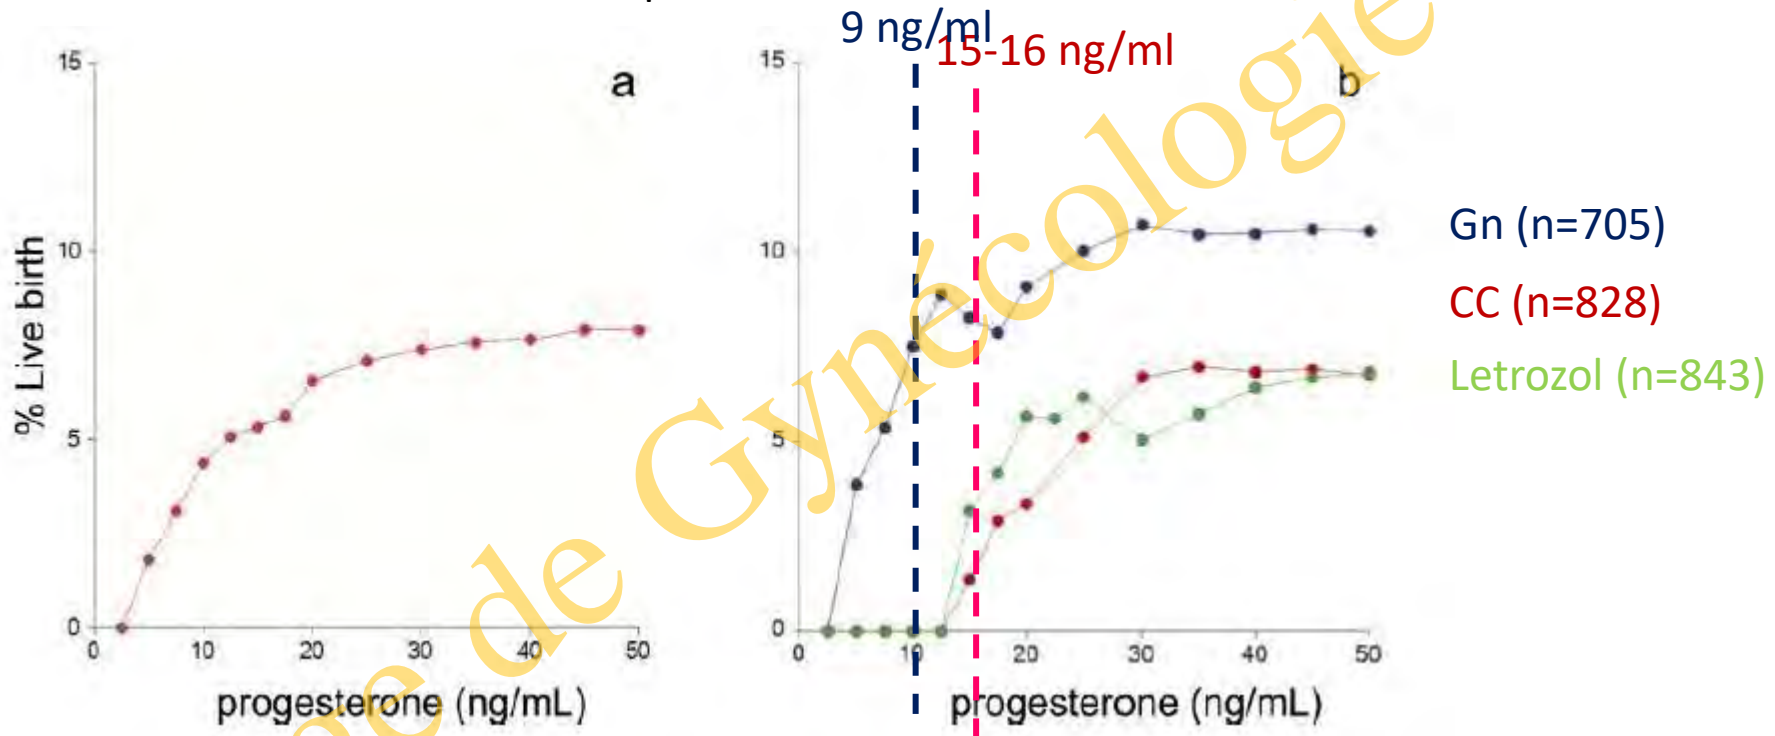 9 ng/ml
15-16 ng/ml
15
10
5
0
% Live birth
a
0 10 20 30 40 50
progesterone (ng/mL)
15
10
5
0
b
0 10 20 30 40 50
progesterone (ng/mL)
Gn (n=705)
CC (n=828)
Letrozol (n=843)
ge de Gynécologie